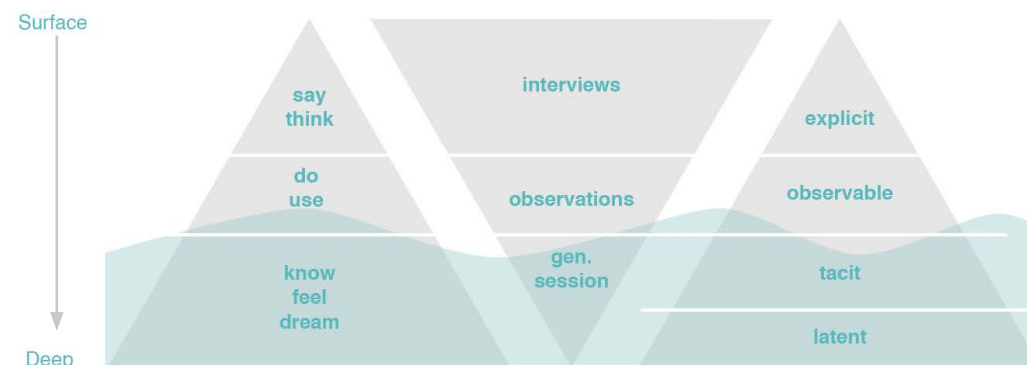 Surface
say
think
do
use
know
feel
dream
interviews
observations
gen.
session
explicit
observable
tacit
latent
Deep